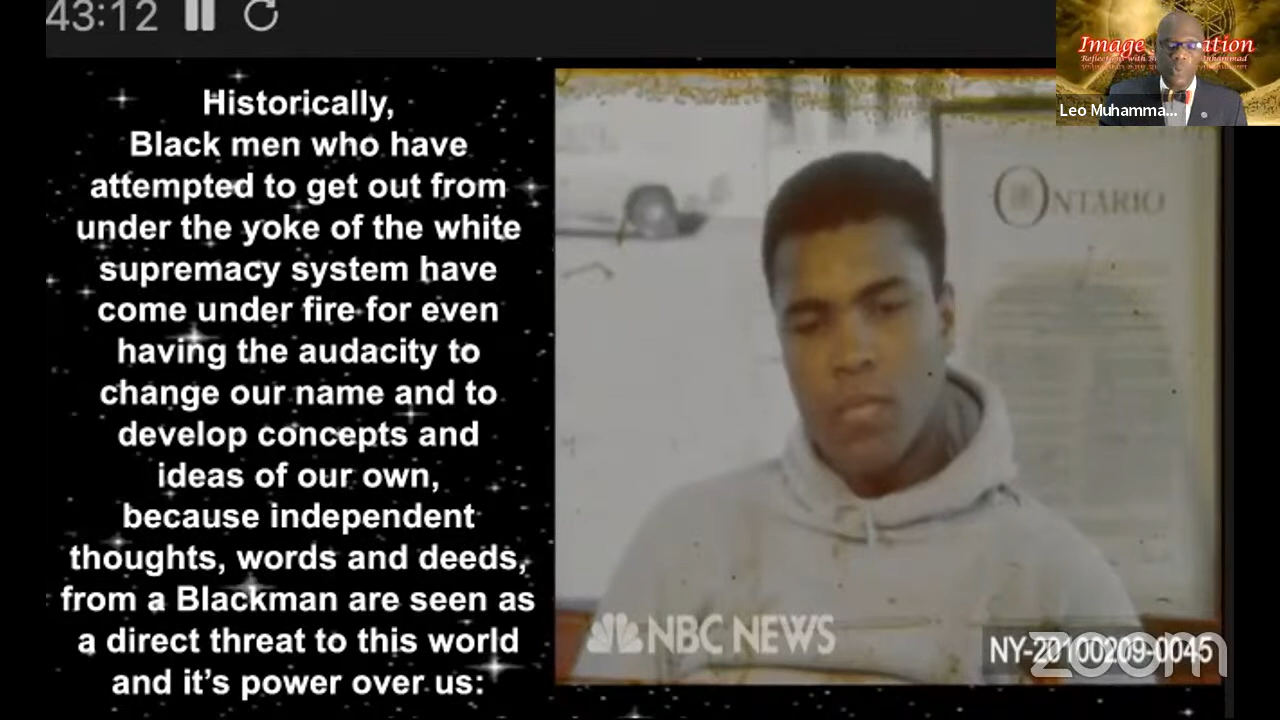 43:12
Historically,
Black men who have
attempted to get out from
under the yoke of the white
supremacy system have
come under fire for even
having the audacity to
change our name and to
develop concepts and
ideas of our own,
because independent
thoughts, words and deeds,
from a Blackman are seen as
a direct threat to this world
and it's power over us:
ONTARIO
NBC NEWS
NY-20100209-0045
zoom
Image
Leo Muhamma...